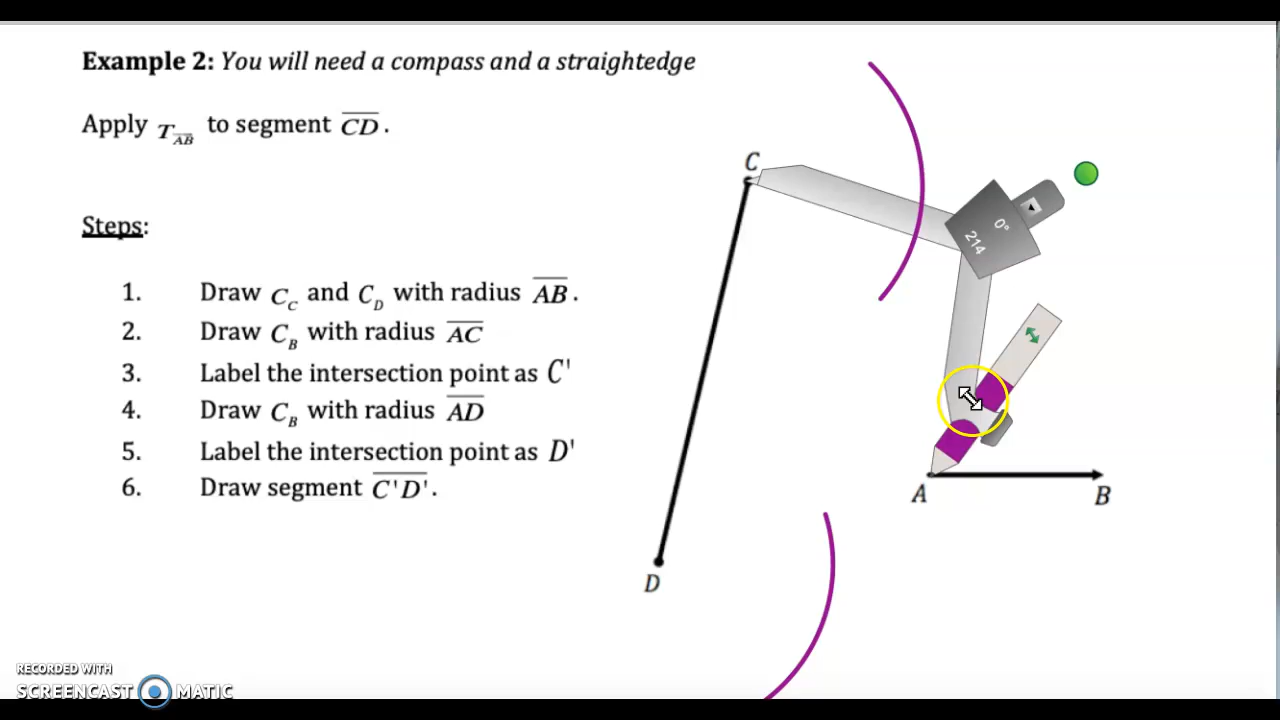 Example 2: You will need a compass and a straightedge
Apply T_AB to segment CD.
Steps:
1. Draw C_C and C_D with radius AB.
2. Draw C_B with radius AC
3. Label the intersection point as C'
4. Draw C_B with radius AD
5. Label the intersection point as D'
6. Draw segment C'D'.
C
0°
214
A
B
D
RECORDED WITH
SCREENCAST MATIC